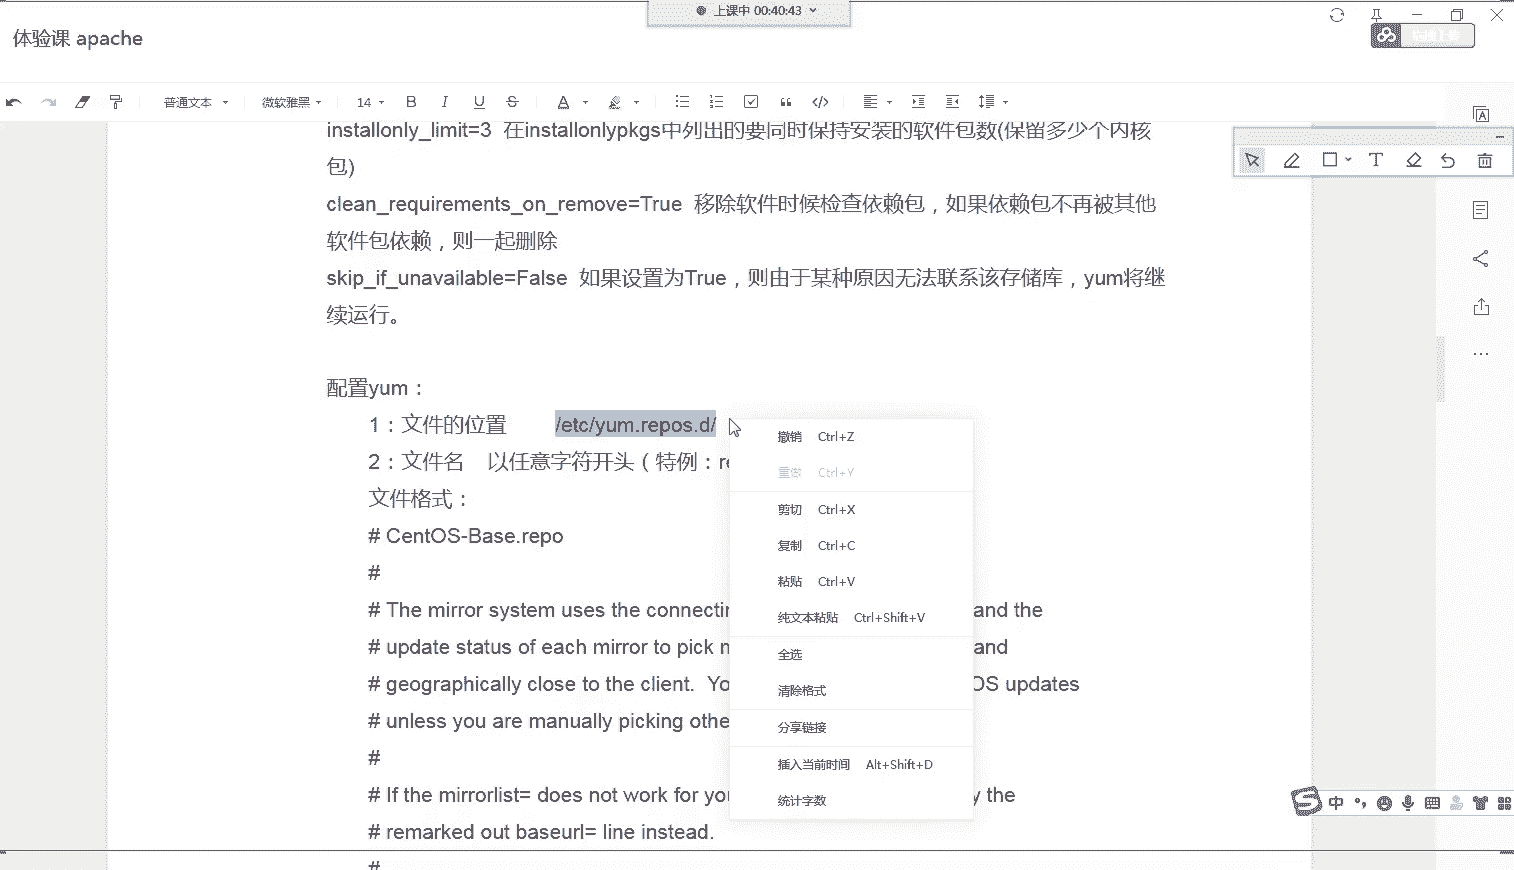 上课中 00:40:43
体验课 apache
普通文本
微软雅黑
14
B I U S A
installonly_limit=3 在installonlypkgs中列出的要同时保持安装的软件包数(保留多少个内核
包)
clean_requirements_on_remove=True 移除软件时候检查依赖包，如果依赖包不再被其他
软件包依赖，则一起删除
skip_if_unavailable=False 如果设置为True，则由于某种原因无法联系该存储库，yum将继
续运行。
配置yum：
1：文件的位置 /etc/yum.repos.d/
2：文件名 以任意字符开头（特例：re
文件格式：
# CentOS-Base.repo
#
# The mirror system uses the connectin and the
# update status of each mirror to pick and
# geographically close to the client. Yo OS updates
# unless you are manually picking othe
#
# If the mirrorlist= does not work for yo y the
# remarked out baseurl= line instead.
#
撤销 Ctrl+Z
重做 Ctrl+Y
剪切 Ctrl+X
复制 Ctrl+C
粘贴 Ctrl+V
纯文本粘贴 Ctrl+Shift+V
全选
清除格式
分享链接
插入当前时间 Alt+Shift+D
统计字数
中